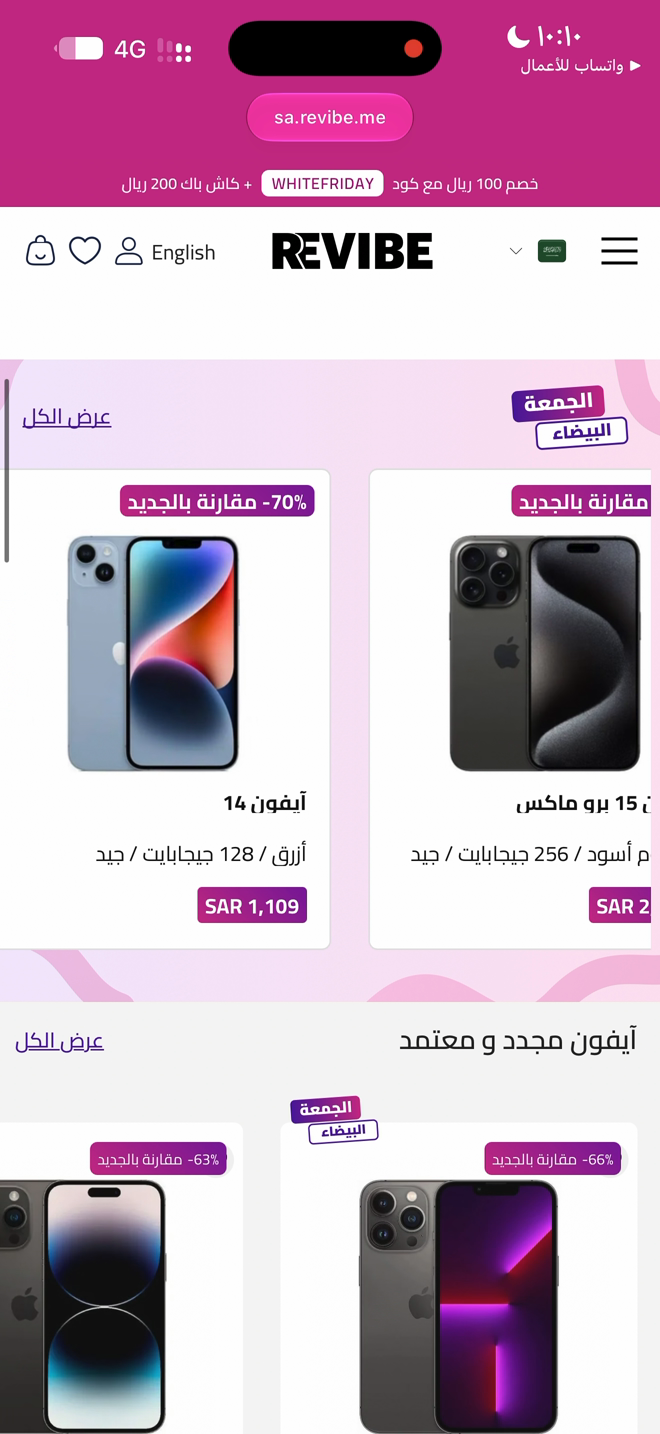 ١٠:١٠
4G
◀ واتساب للأعمال
sa.revibe.me
خصم 100 ريال مع كود WHITEFRIDAY + كاش باك 200 ريال
REVIBE
English
الجمعة
البيضاء
عرض الكل
مقارنة بالجديد
-70% مقارنة بالجديد
15 برو ماكس
آيفون 14
أسود / 256 جيجابايت / جيد
أزرق / 128 جيجابايت / جيد
SAR 2
SAR 1,109
آيفون مجدد و معتمد
عرض الكل
الجمعة
البيضاء
-66% مقارنة بالجديد
-63% مقارنة بالجديد